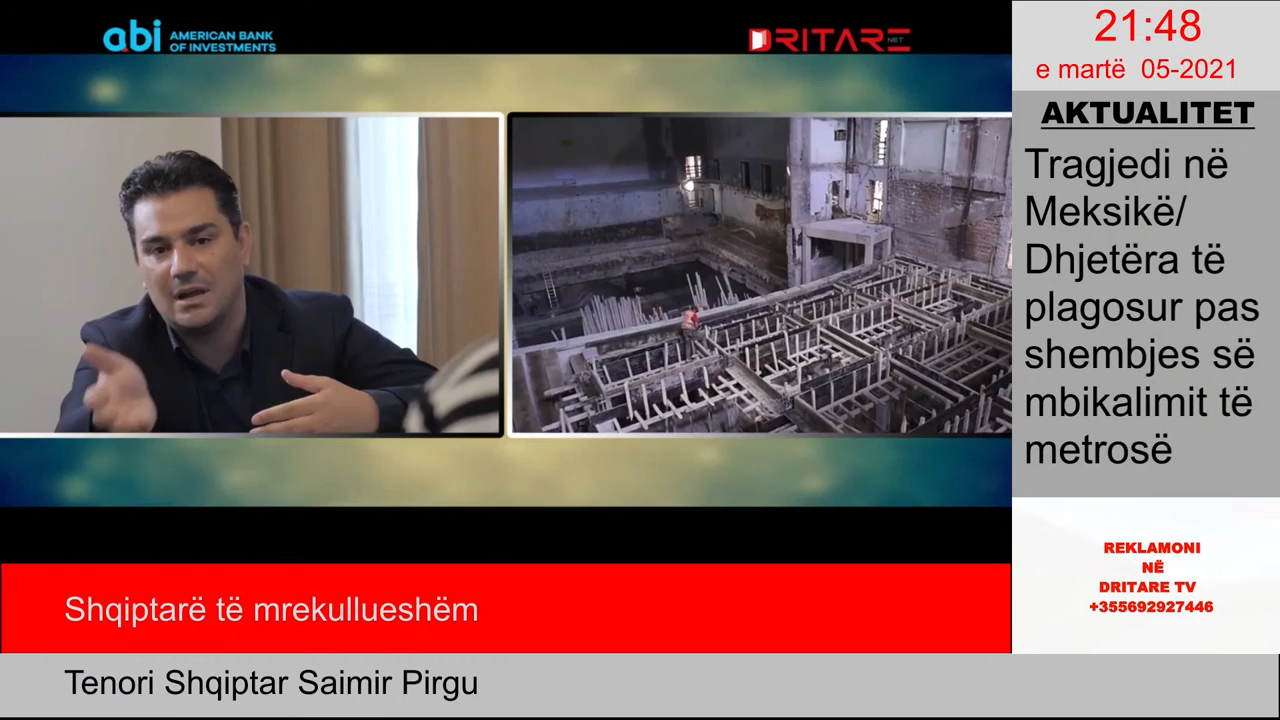 abi AMERICAN BANK
OF INVESTMENTS
DRITARE.NET
21:48
e martë 05-2021
AKTUALITET
Tragjedi në
Meksikë/
Dhjetëra të
plagosur pas
shembjes së
mbikalimit të
metrosë
REKLAMONI
NË
DRITARE TV
+355692927446
Shqiptarë të mrekullueshëm
Tenori Shqiptar Saimir Pirgu